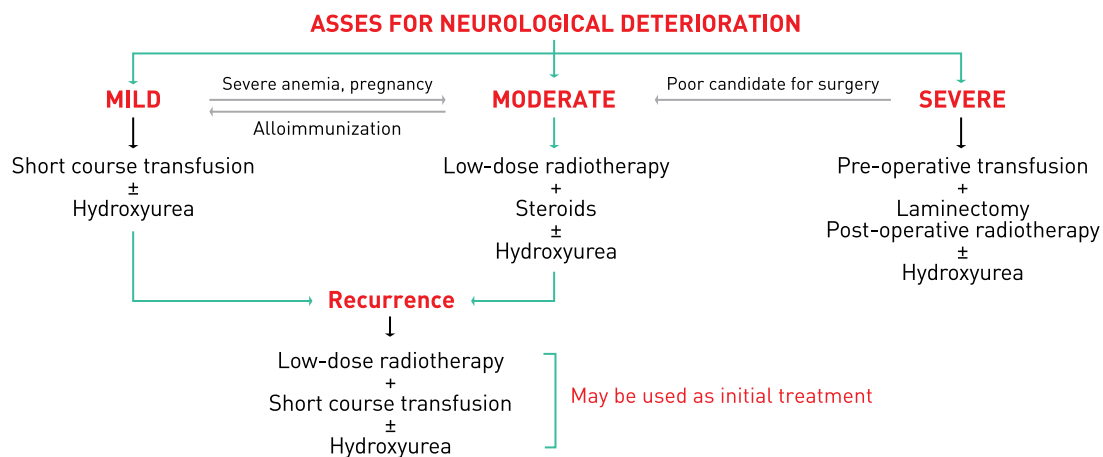 ASSES FOR NEUROLOGICAL DETERIORATION
MILD
Severe anemia, pregnancy
Alloimmunization
MODERATE
Poor candidate for surgery
SEVERE
Short course transfusion
±
Hydroxyurea
Low-dose radiotherapy
+
Steroids
±
Hydroxyurea
Pre-operative transfusion
+
Laminectomy
Post-operative radiotherapy
±
Hydroxyurea
Recurrence
Low-dose radiotherapy
+
Short course transfusion
±
Hydroxyurea
May be used as initial treatment